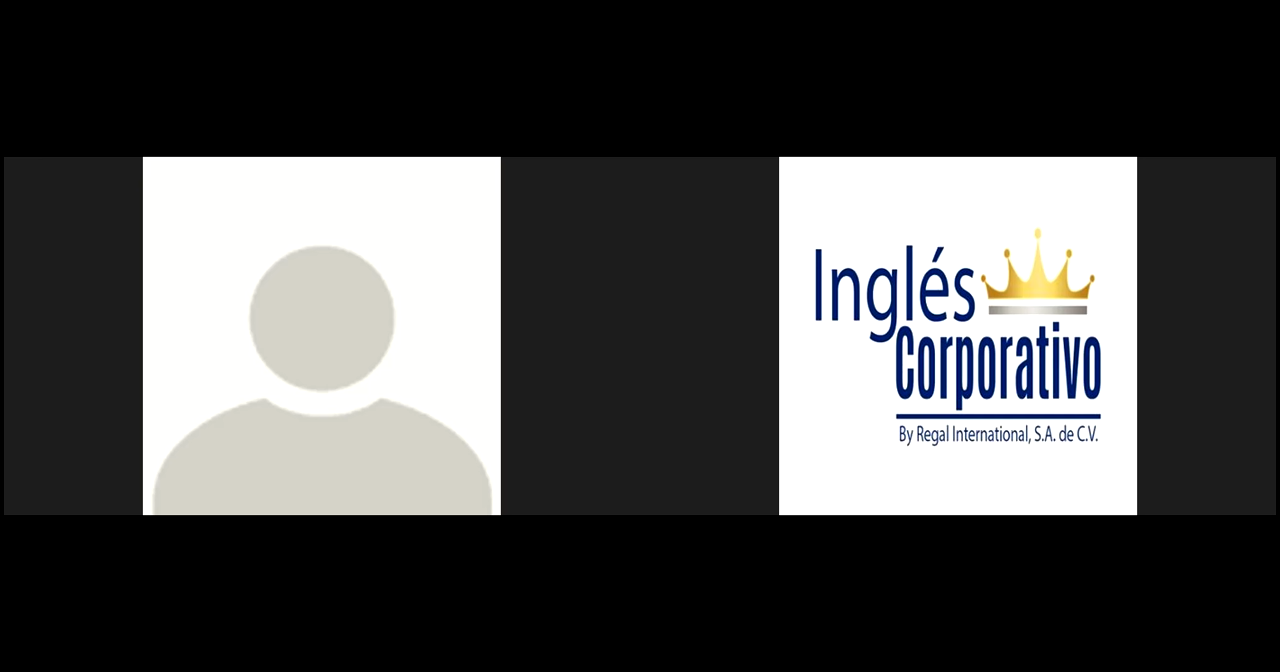 Inglés
Corporativo
By Regal International, S.A. de C.V.